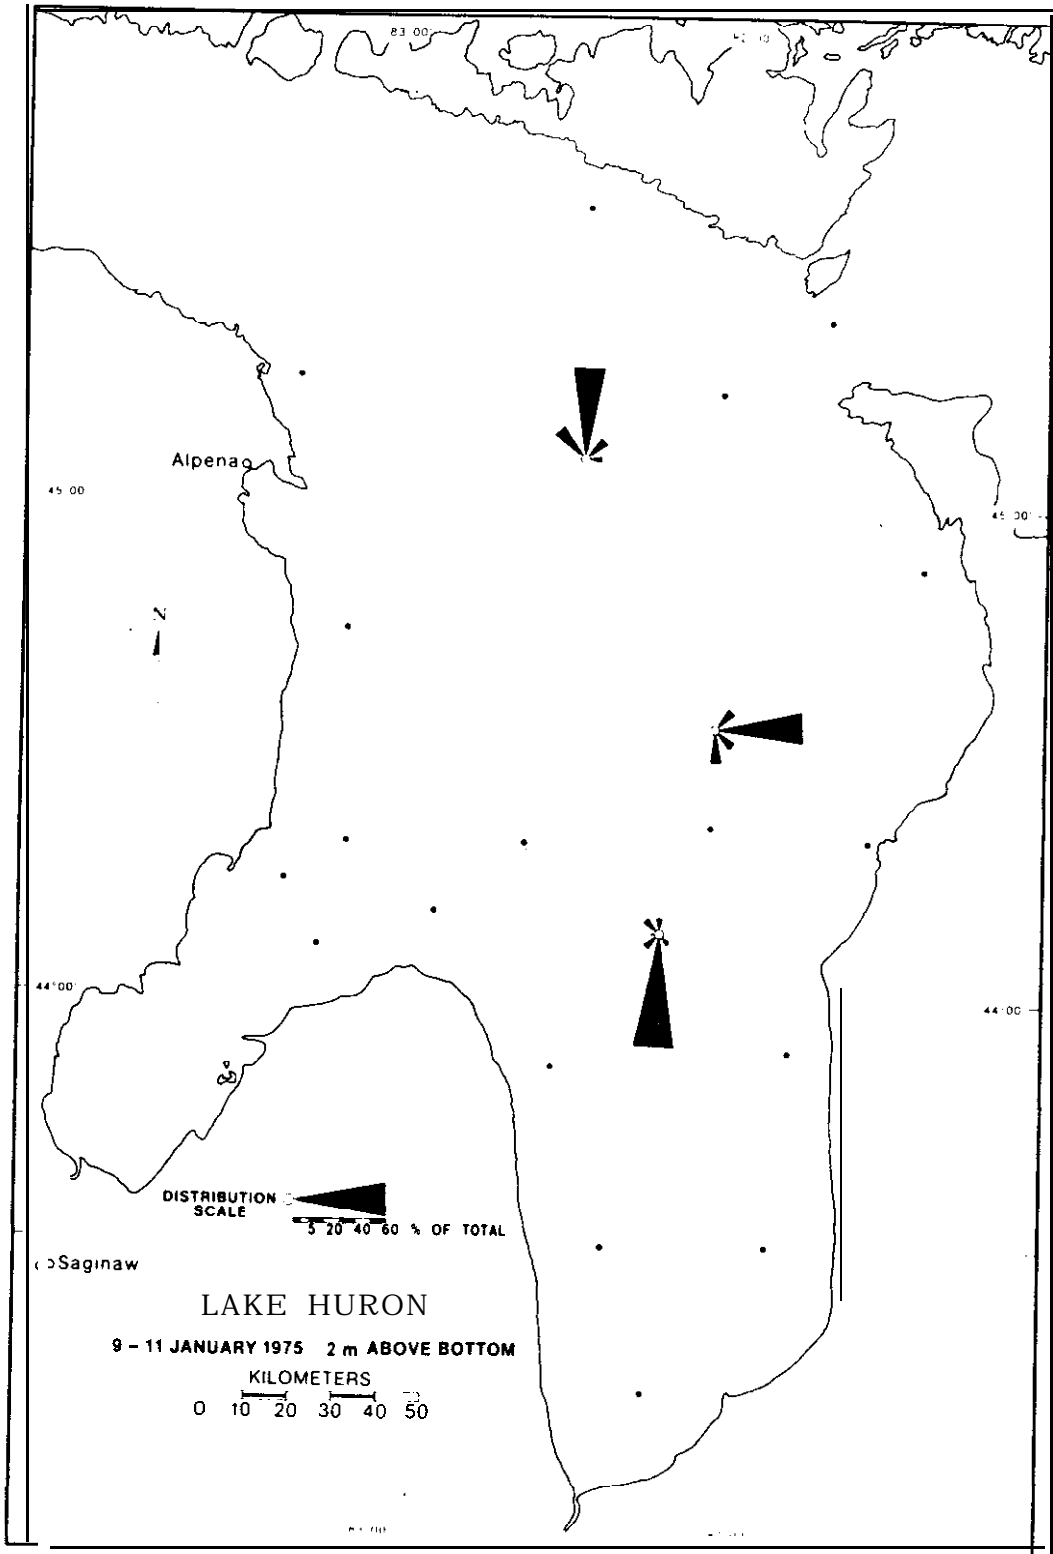 83 00'
Alpena
45 00
45 00'
N
44°00'
44 00
DISTRIBUTION
SCALE
5 20 40 60 % OF TOTAL
Saginaw
LAKE HURON
9 – 11 JANUARY 1975 2 m ABOVE BOTTOM
KILOMETERS
0 10 20 30 40 50